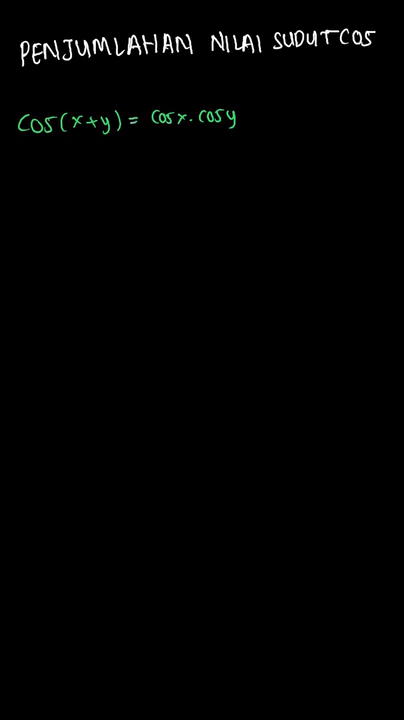 PENJUMLAHAN NILAI SUDUT COS
cos(x+y) = cosx. cosy